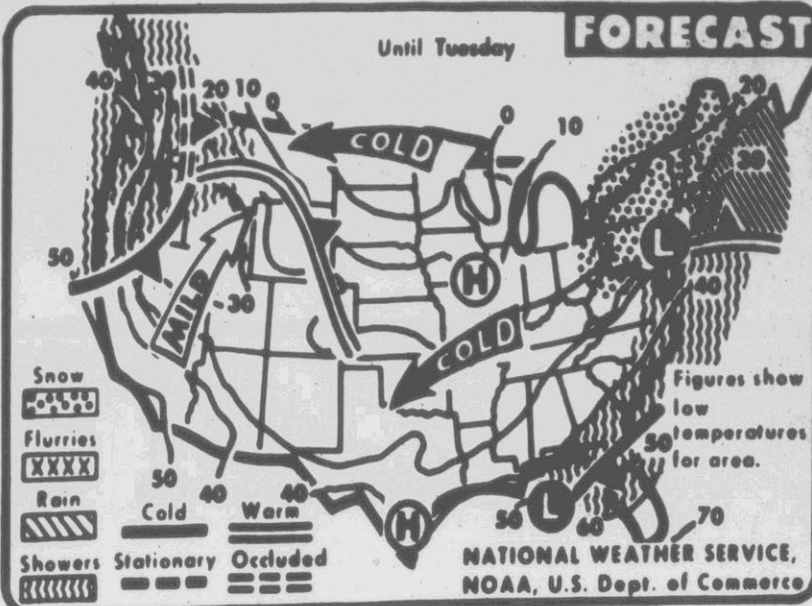 FORECAST
Until Tuesday
40
30
20
10
0
COLD
0
10
20
30
50
MILD
30
H
COLD
L
40
Snow
Flurries
XXXX
Rain
Showers
50
40
40
H
50
L
60
50
70
Figures show
low
temperatures
for area.
Cold
Warm
Stationary
Occluded
NATIONAL WEATHER SERVICE,
NOAA, U.S. Dept. of Commerce